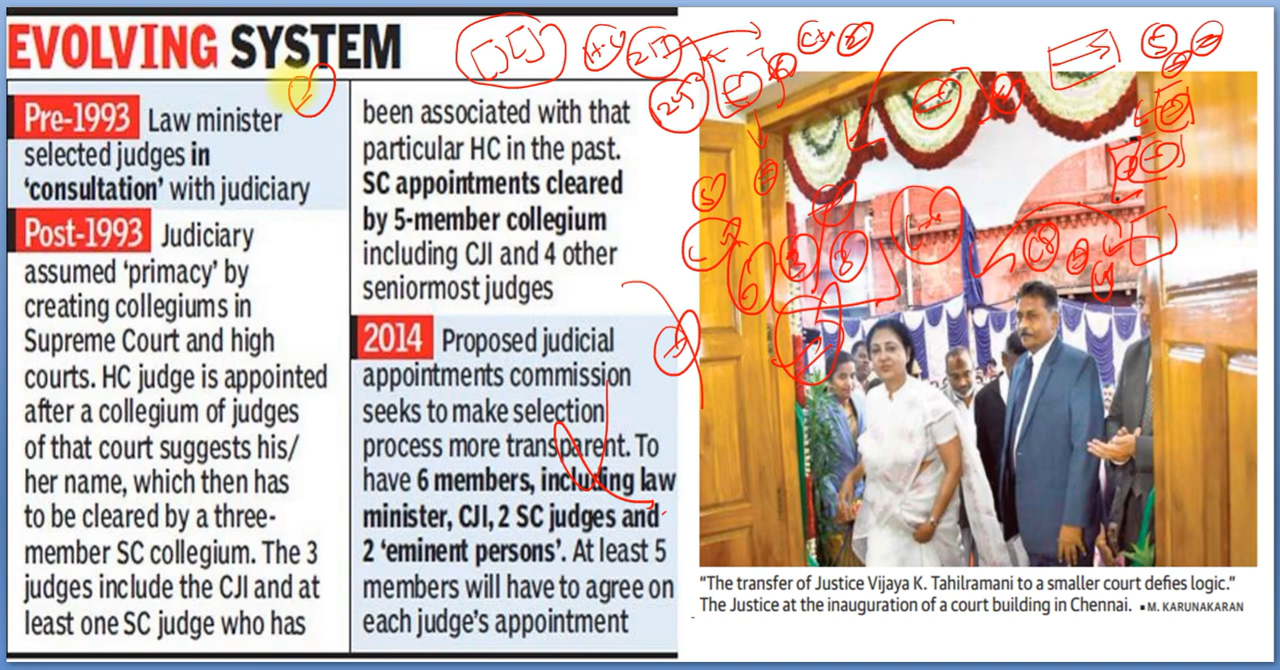 EVOLVING SYSTEM
Pre-1993 Law minister
selected judges in
‘consultation’ with judiciary
Post-1993 Judiciary
assumed ‘primacy’ by
creating collegiums in
Supreme Court and high
courts. HC judge is appointed
after a collegium of judges
of that court suggests his/
her name, which then has
to be cleared by a three-
member SC collegium. The 3
judges include the CJI and at
least one SC judge who has
been associated with that
particular HC in the past.
SC appointments cleared
by 5-member collegium
including CJI and 4 other
seniormost judges
2014 Proposed judicial
appointments commission
seeks to make selection
process more transparent. To
have 6 members, including law
minister, CJI, 2 SC judges and
2 ‘eminent persons’. At least 5
members will have to agree on
each judge’s appointment
“The transfer of Justice Vijaya K. Tahilramani to a smaller court defies logic.”
The Justice at the inauguration of a court building in Chennai. ▪ M. KARUNAKARAN